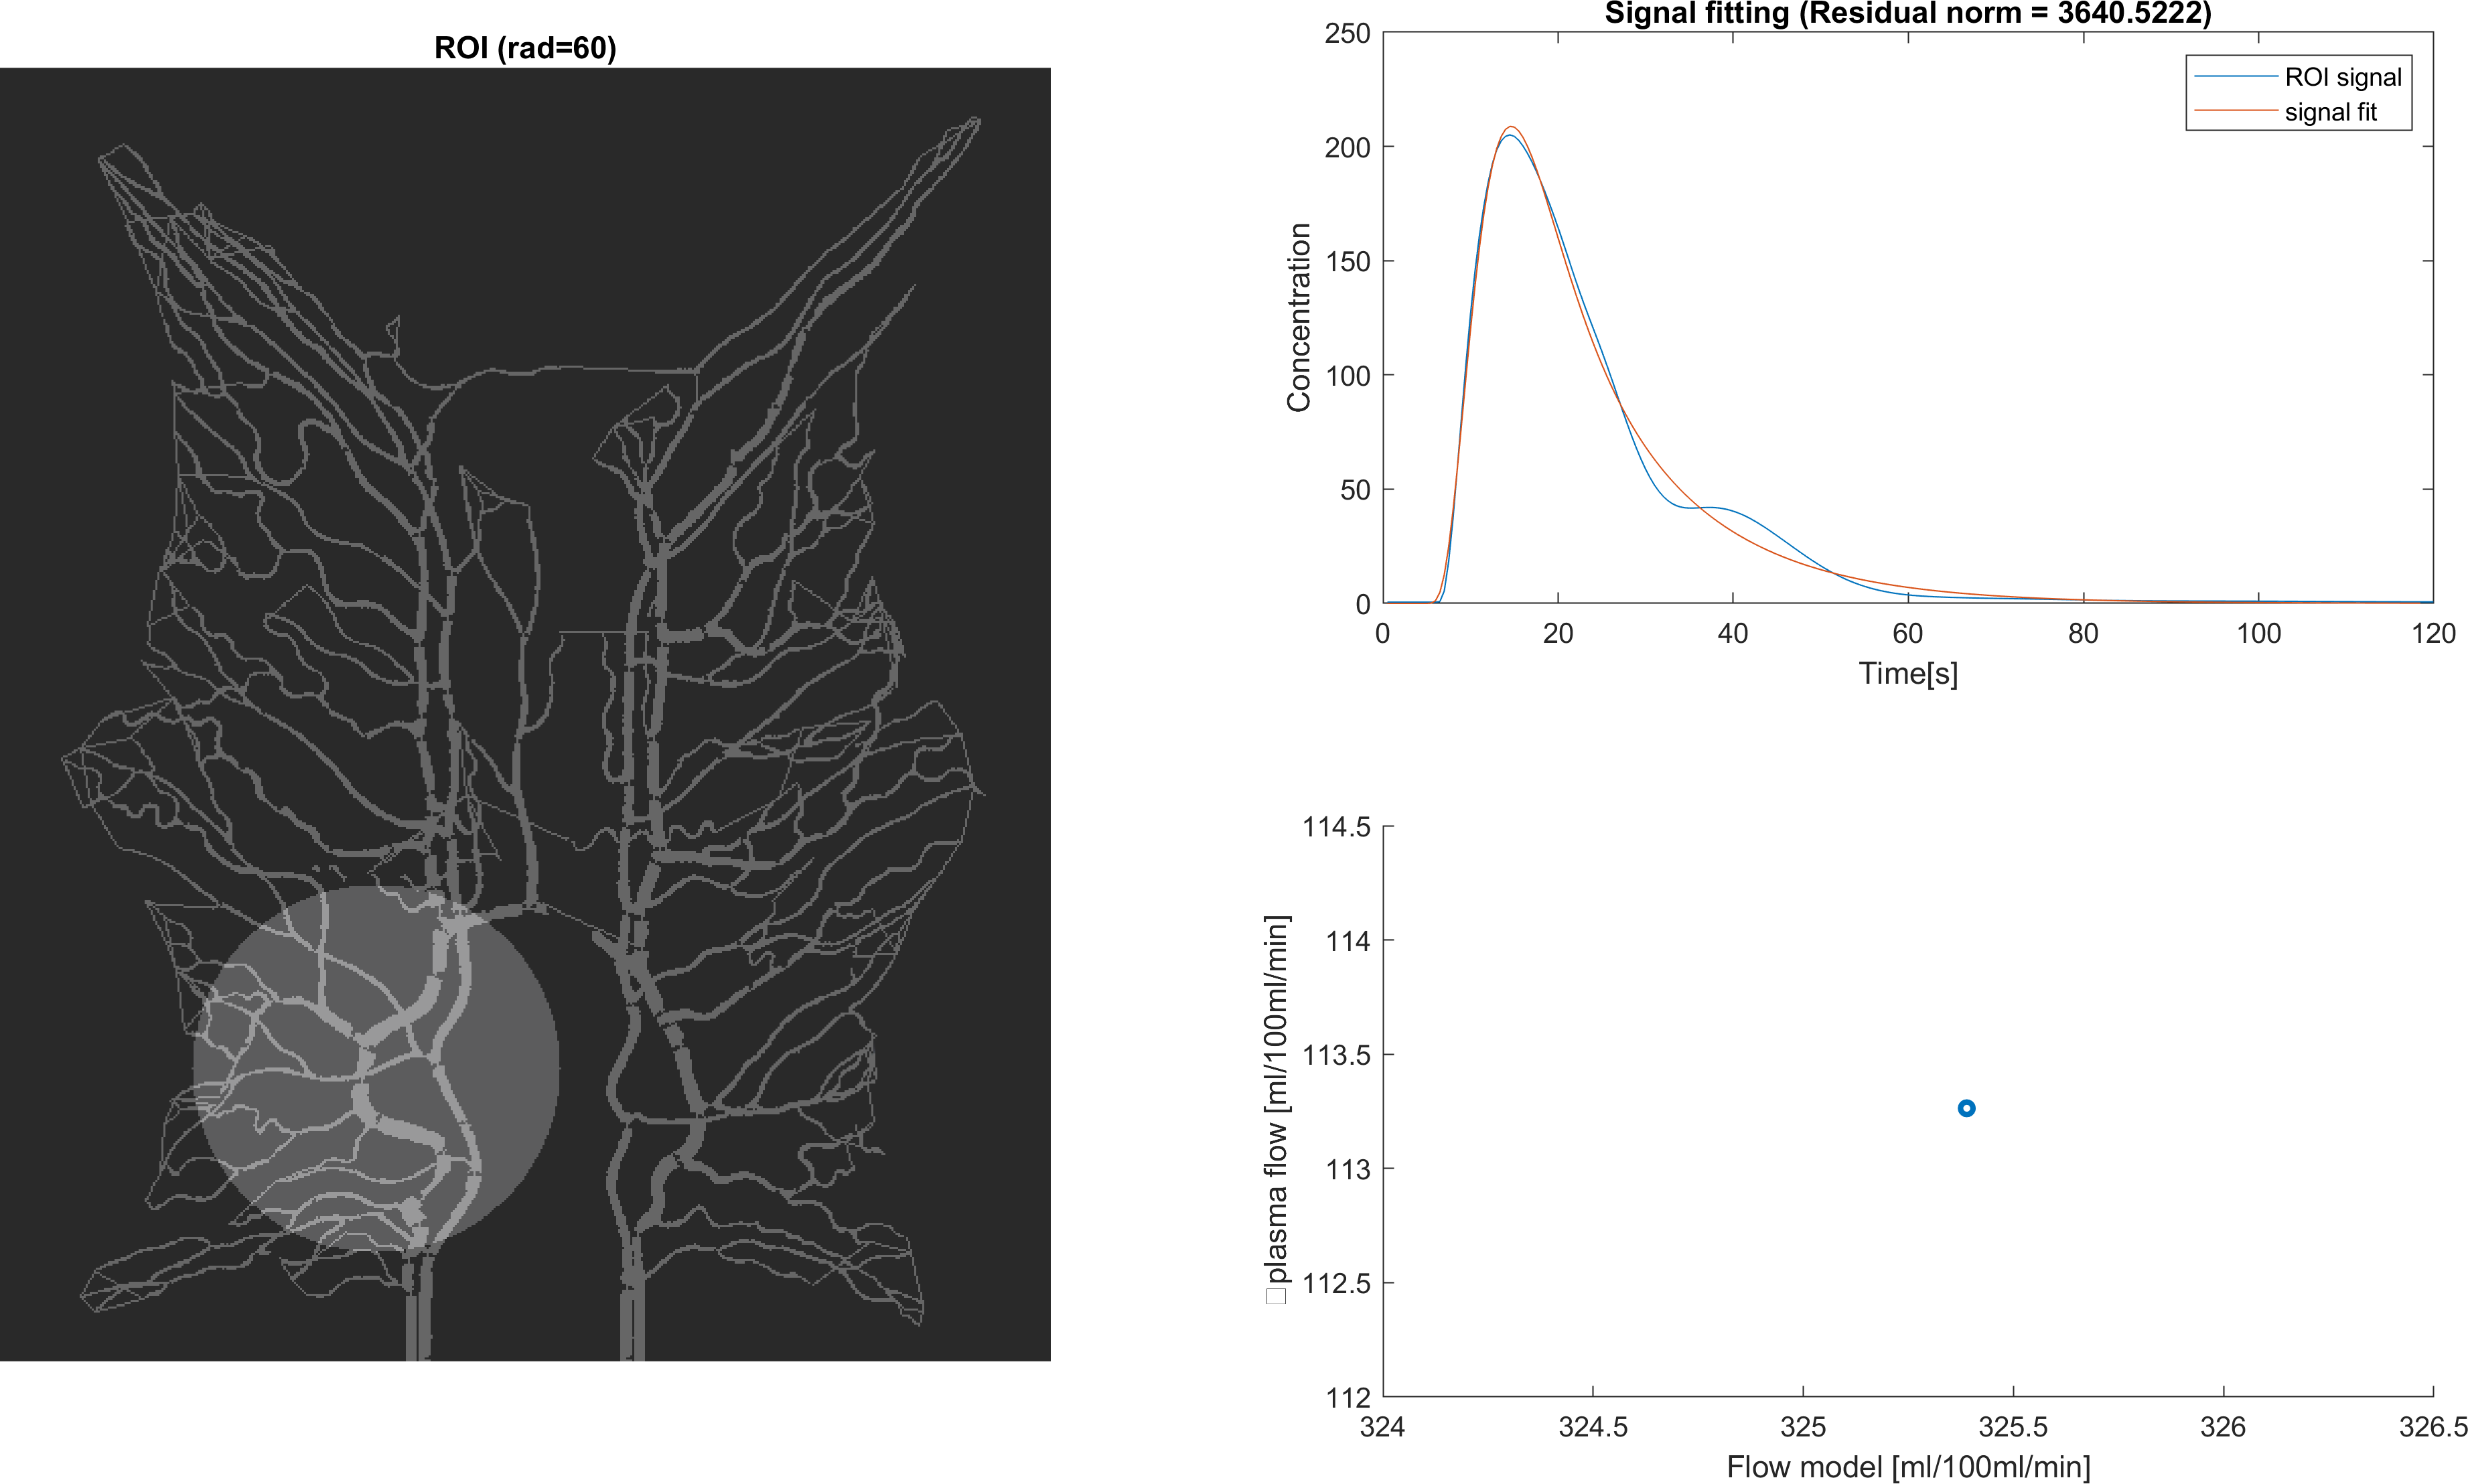 ROI (rad=60)
Signal fitting (Residual norm = 3640.5222)
250
200
150
100
50
0
Concentration
ROI signal
signal fit
0 20 40 60 80 100 120
Time[s]
114.5
114
113.5
113
112.5
112
□plasma flow [ml/100ml/min]
324 324.5 325 325.5 326 326.5
Flow model [ml/100ml/min]